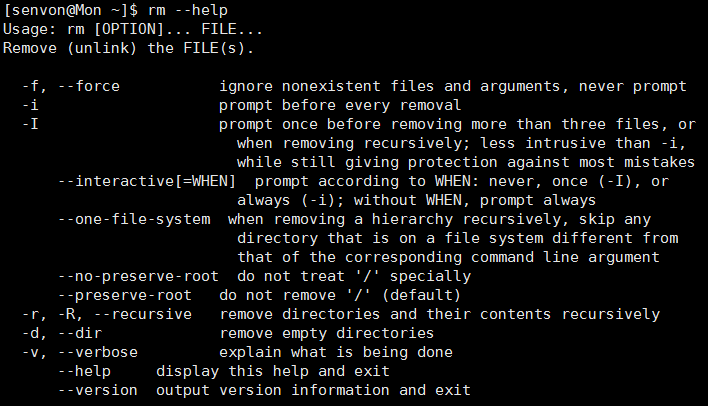 [senvon@Mon ~]$ rm --help
Usage: rm [OPTION]... FILE...
Remove (unlink) the FILE(s).

  -f, --force           ignore nonexistent files and arguments, never prompt
  -i                    prompt before every removal
  -I                    prompt once before removing more than three files, or
                          when removing recursively; less intrusive than -i,
                          while still giving protection against most mistakes
      --interactive[=WHEN]  prompt according to WHEN: never, once (-I), or
                          always (-i); without WHEN, prompt always
      --one-file-system  when removing a hierarchy recursively, skip any
                          directory that is on a file system different from
                          that of the corresponding command line argument
      --no-preserve-root  do not treat '/' specially
      --preserve-root   do not remove '/' (default)
  -r, -R, --recursive   remove directories and their contents recursively
  -d, --dir             remove empty directories
  -v, --verbose         explain what is being done
      --help     display this help and exit
      --version  output version information and exit